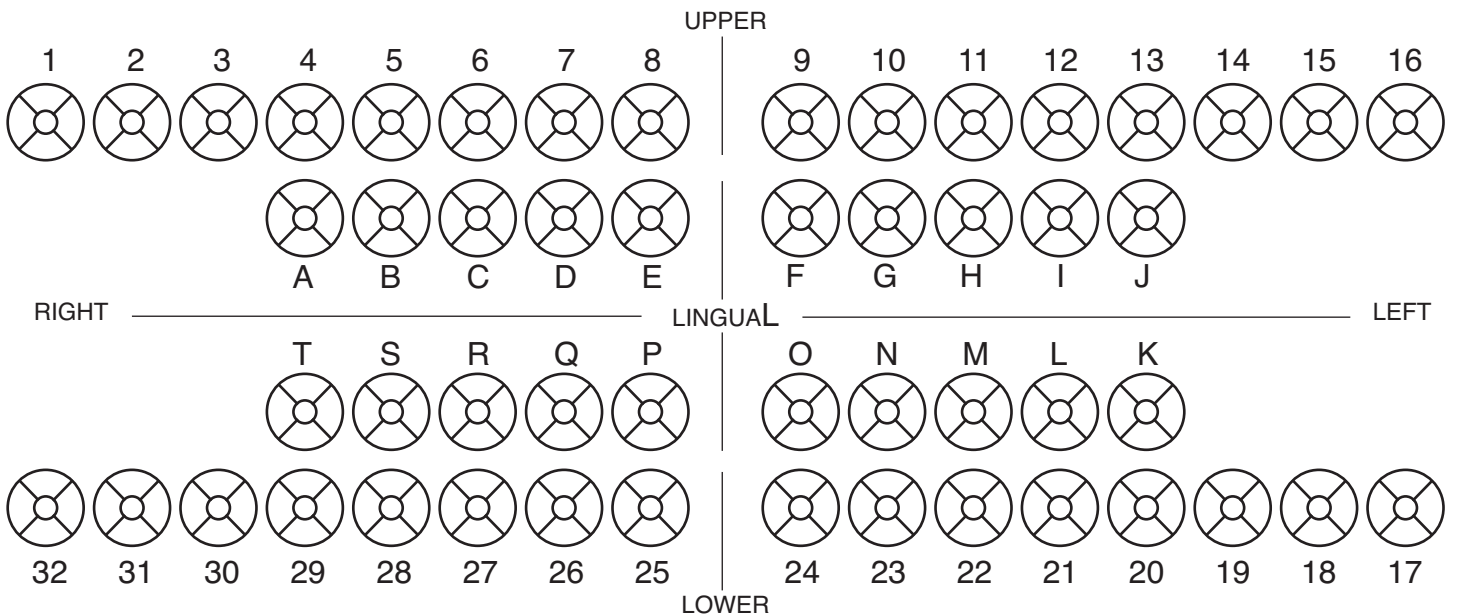 UPPER
1 2 3 4 5 6 7 8 9 10 11 12 13 14 15 16
A B C D E F G H I J
RIGHT LINGUAL LEFT
T S R Q P O N M L K
32 31 30 29 28 27 26 25 24 23 22 21 20 19 18 17
LOWER